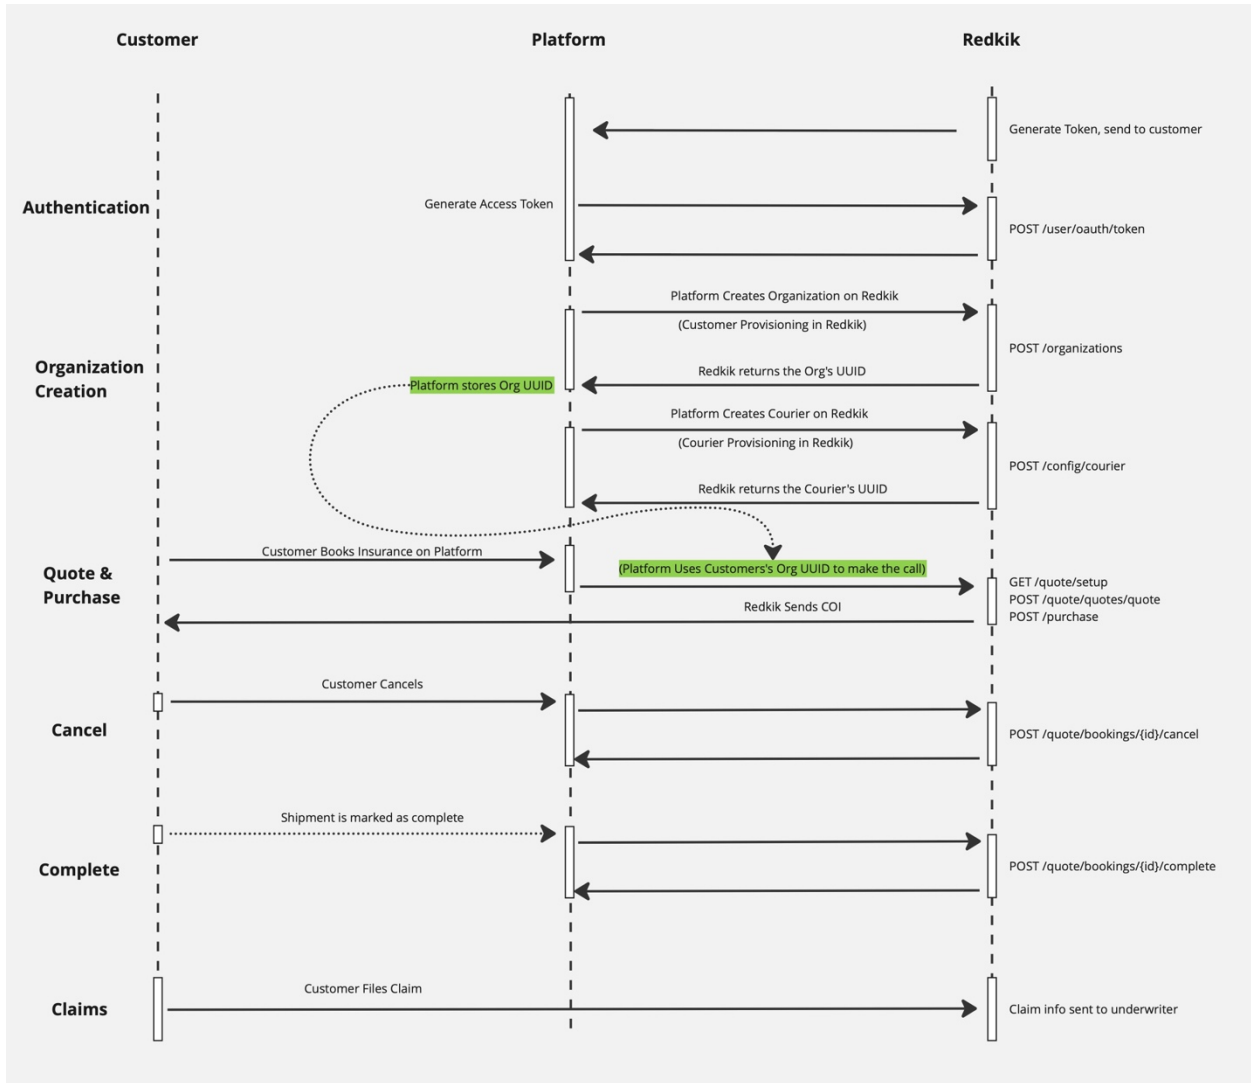 Customer
Platform
Redkik
Generate Token, send to customer
Authentication
Generate Access Token
POST /user/oauth/token
Platform Creates Organization on Redkik
(Customer Provisioning in Redkik)
POST /organizations
Organization
Creation
Redkik returns the Org's UUID
Platform stores Org UUID
Platform Creates Courier on Redkik
(Courier Provisioning in Redkik)
POST /config/courier
Redkik returns the Courier's UUID
Quote &
Purchase
Customer Books Insurance on Platform
(Platform Uses Customers's Org UUID to make the call)
GET /quote/setup
POST /quote/quotes/quote
POST /purchase
Redkik Sends COI
Cancel
Customer Cancels
POST /quote/bookings/{id}/cancel
Complete
Shipment is marked as complete
POST /quote/bookings/{id}/complete
Claims
Customer Files Claim
Claim info sent to underwriter